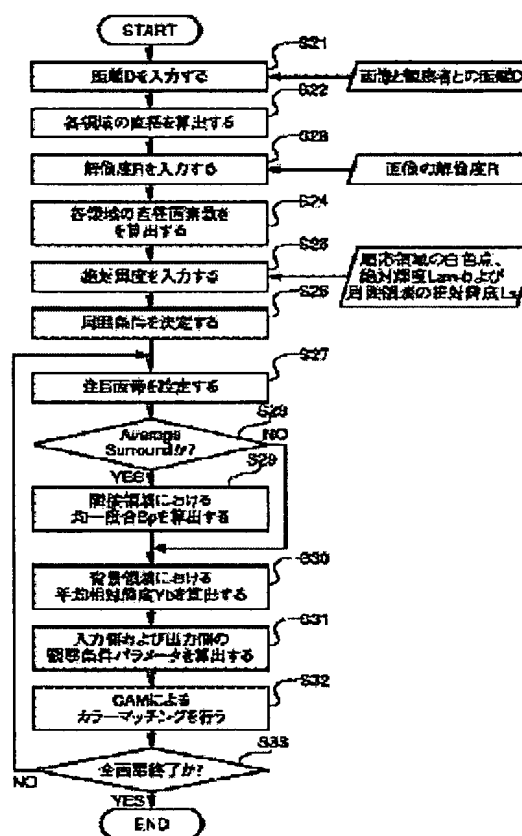 START
S21
距離Dを入力する
画像と観察者との距離D
S22
各領域の直径を算出する
S23
解像度Rを入力する
画像の解像度R
S24
各領域の直径画素数を
を算出する
S25
絶対輝度を入力する
順応領域の白色点、
絶対輝度Lzm-bおよび
周囲領域の絶対輝度Ls
S26
周囲条件を決定する
S27
注目画素を設定する
S28
Average
Surroundか?
NO
YES
S29
隣接領域における
均一度合Bpを算出する
S30
背景領域における
平均相対輝度Ybを算出する
S31
入力側および出力側の
観察条件パラメータを算出する
S32
CAMによる
カラーマッチングを行う
S33
全画素終了か?
NO
YES
END